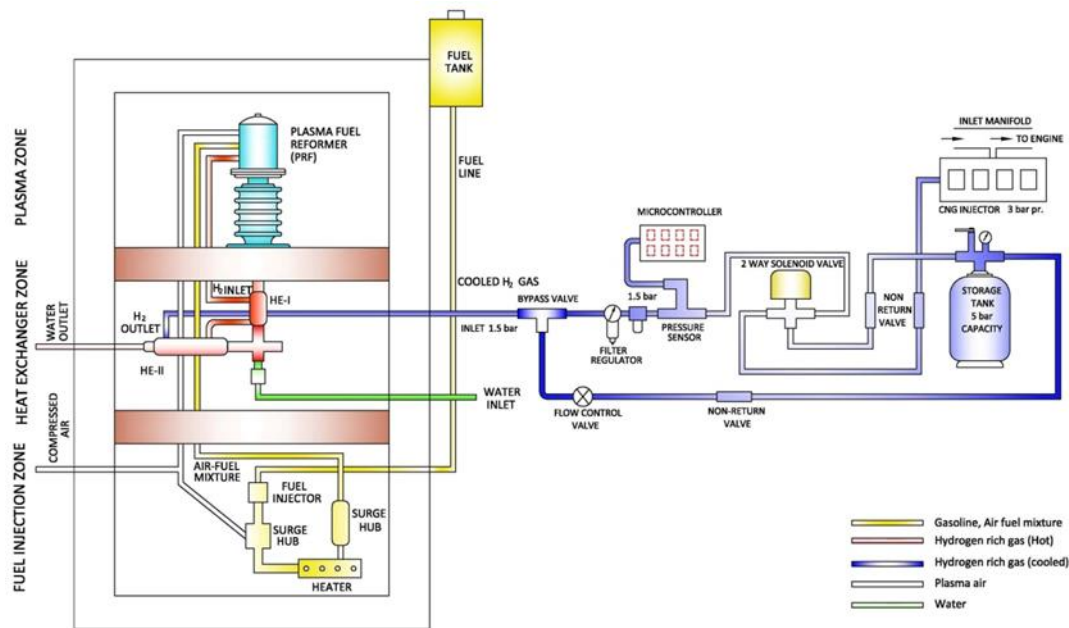 FUEL
TANK
PLASMA FUEL
REFORMER
(PRF)
PLASMA ZONE
FUEL
LINE
INLET MANIFOLD
TO ENGINE
CNG INJECTOR 3 bar pr.
MICROCONTROLLER
2 WAY SOLENOID VALVE
H₂ INLET
HE-I
COOLED H₂ GAS
BYPASS VALVE
1.5 bar
NON
RETURN
VALVE
STORAGE
TANK
5 bar
CAPACITY
HEAT EXCHANGER ZONE
WATER
OUTLET
H₂
OUTLET
INLET 1.5 bar
PRESSURE
SENSOR
FILTER
REGULATOR
HE-II
WATER
INLET
FLOW CONTROL
VALVE
NON-RETURN
VALVE
FUEL INJECTION ZONE
COMPRESSED
AIR
AIR-FUEL
MIXTURE
FUEL
INJECTOR
SURGE
HUB
SURGE
HUB
HEATER
Gasoline, Air fuel mixture
Hydrogen rich gas (Hot)
Hydrogen rich gas (cooled)
Plasma air
Water